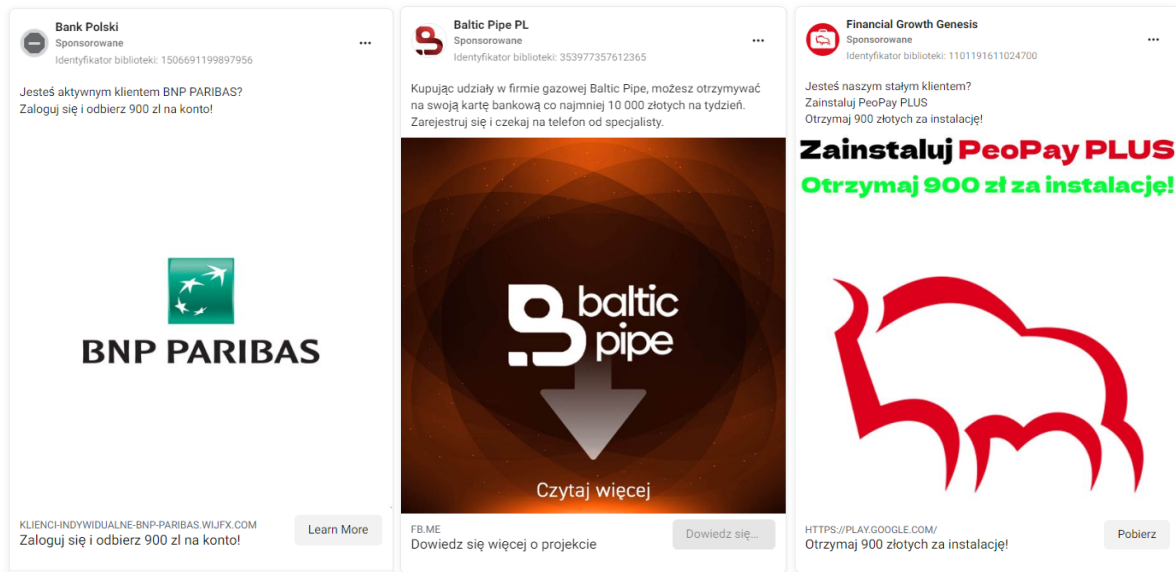 Bank Polski
Sponsorowane
Identyfikator biblioteki: 1506691199897956
Jesteś aktywnym klientem BNP PARIBAS?
Zaloguj się i odbierz 900 zl na konto!
BNP PARIBAS
KLIENCI-INDYWIDUALNE-BNP-PARIBAS.WIJFX.COM
Zaloguj się i odbierz 900 zl na konto!
Learn More
Baltic Pipe PL
Sponsorowane
Identyfikator biblioteki: 353977357612365
Kupując udziały w firmie gazowej Baltic Pipe, możesz otrzymywać
na swoją kartę bankową co najmniej 10 000 złotych na tydzień.
Zarejestruj się i czekaj na telefon od specjalisty.
baltic
pipe
Czytaj więcej
FB.ME
Dowiedz się więcej o projekcie
Dowiedz się...
Financial Growth Genesis
Sponsorowane
Identyfikator biblioteki: 1101191611024700
Jesteś naszym stałym klientem?
Zainstaluj PeoPay PLUS
Otrzymaj 900 złotych za instalację!
Zainstaluj PeoPay PLUS
Otrzymaj 900 zł za instalację!
HTTPS://PLAY.GOOGLE.COM/
Otrzymaj 900 złotych za instalację!
Pobierz